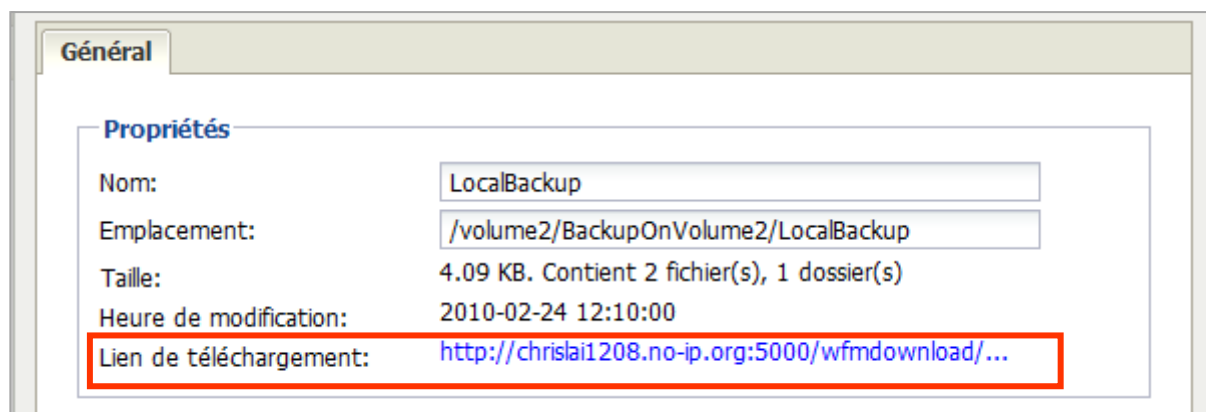 Général
Propriétés
Nom: LocalBackup
Emplacement: /volume2/BackupOnVolume2/LocalBackup
Taille: 4.09 KB. Contient 2 fichier(s), 1 dossier(s)
Heure de modification: 2010-02-24 12:10:00
Lien de téléchargement: http://chrislai1208.no-ip.org:5000/wfmdownload/...